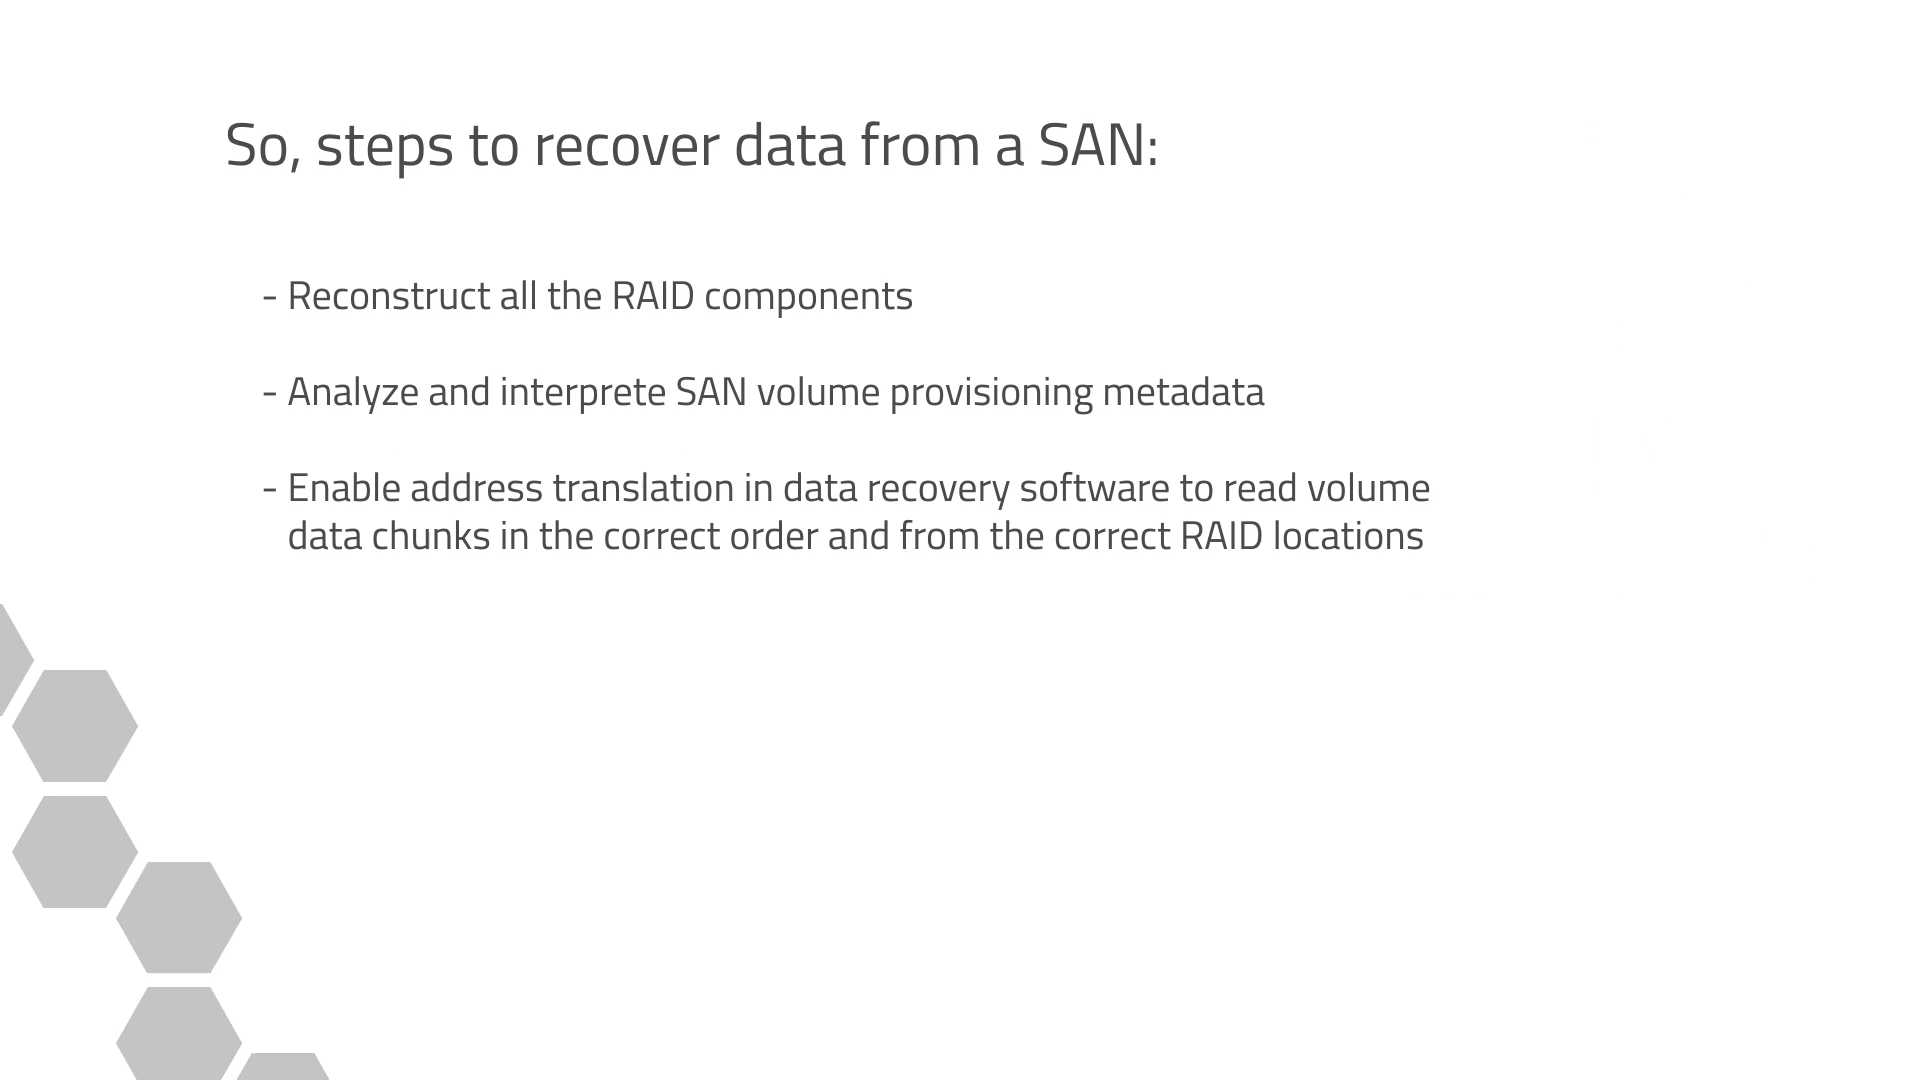 So, steps to recover data from a SAN:
- Reconstruct all the RAID components
- Analyze and interprete SAN volume provisioning metadata
- Enable address translation in data recovery software to read volume
data chunks in the correct order and from the correct RAID locations